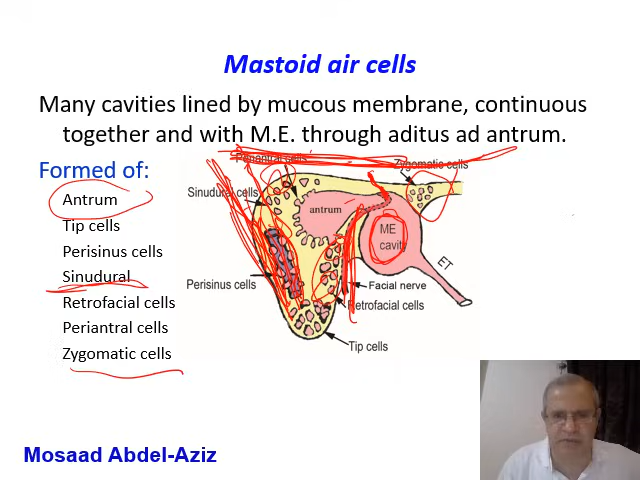 Mastoid air cells
Many cavities lined by mucous membrane, continuous
together and with M.E. through aditus ad antrum.
Formed of:
Antrum
Tip cells
Perisinus cells
Sinudural
Retrofacial cells
Periantral cells
Zygomatic cells
Periantral cells
Zygomatic cells
Sinudural cells
antrum
ME
cavity
ET
Perisinus cells
Facial nerve
Retrofacial cells
Tip cells
Mosaad Abdel-Aziz